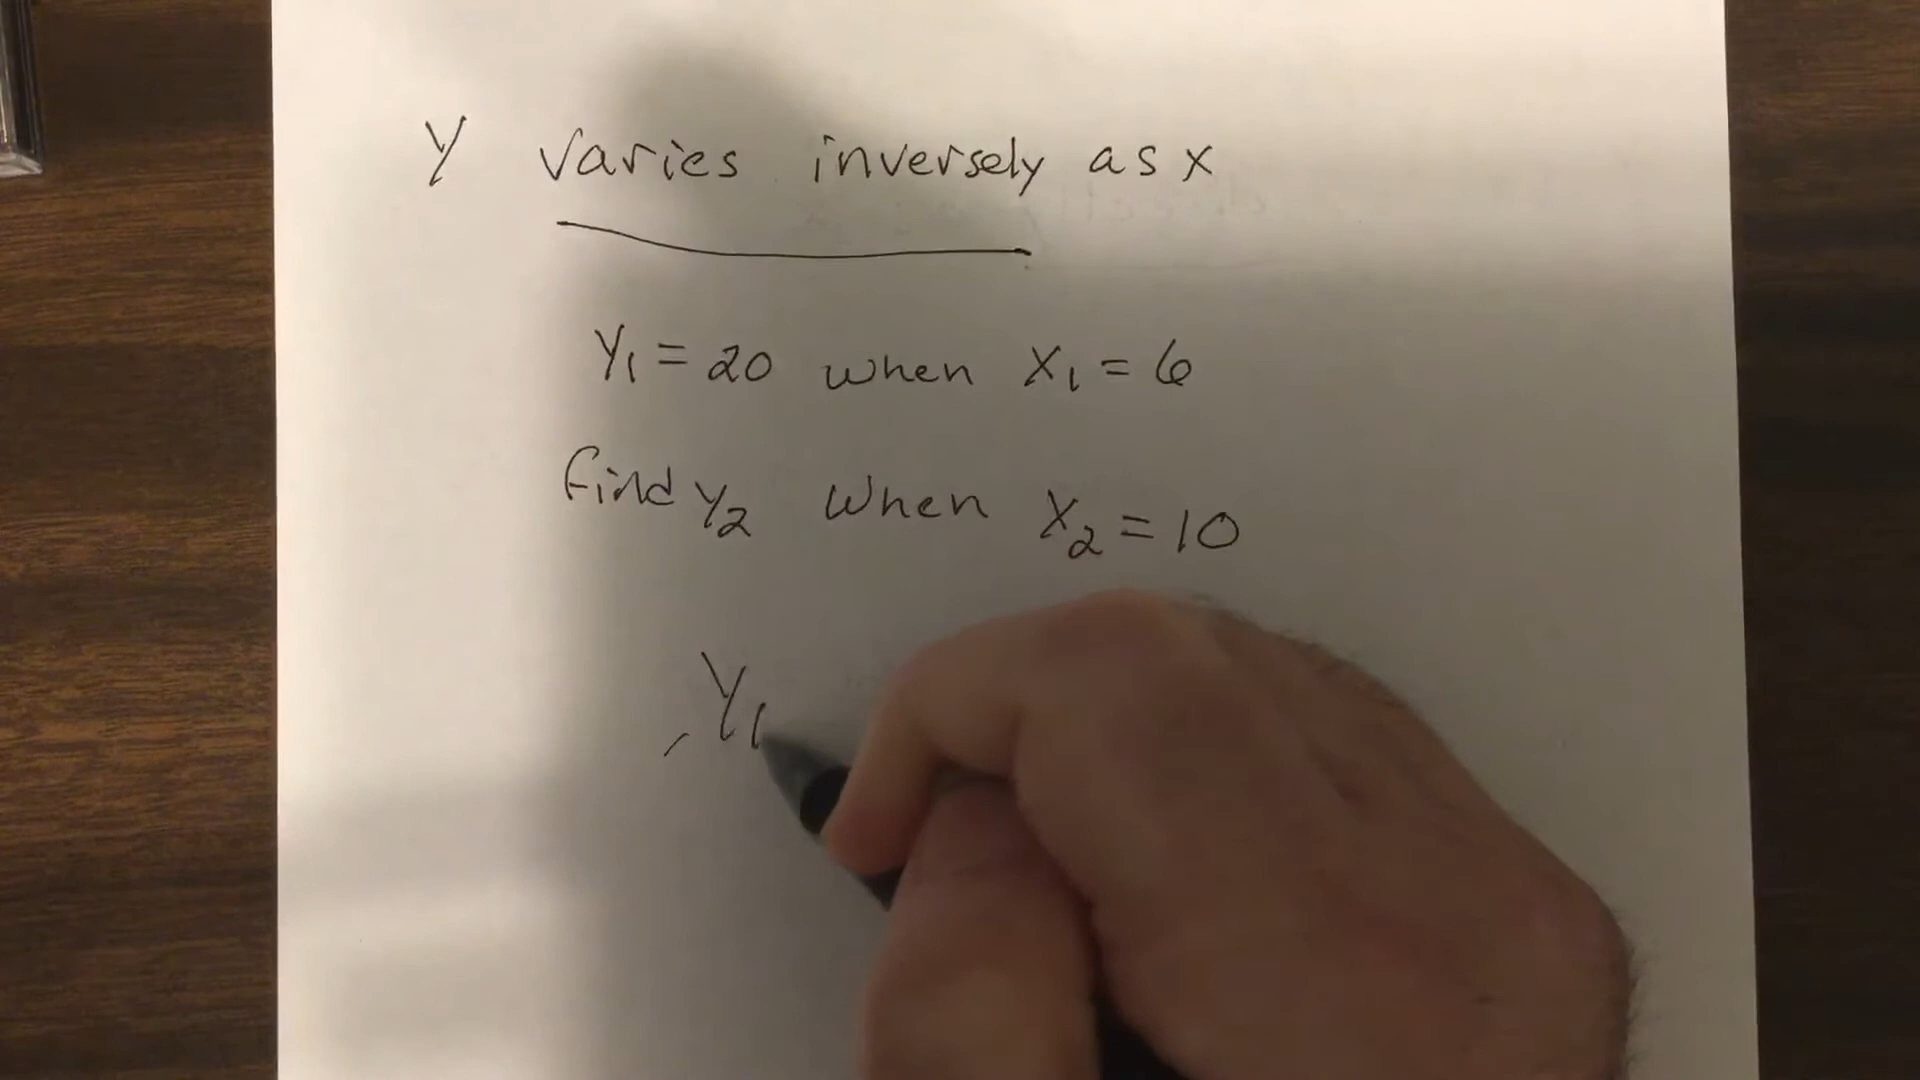 Y varies inversely as x
Y₁ = 20 when X₁ = 6
find Y₂ when X₂ = 10
Y₁